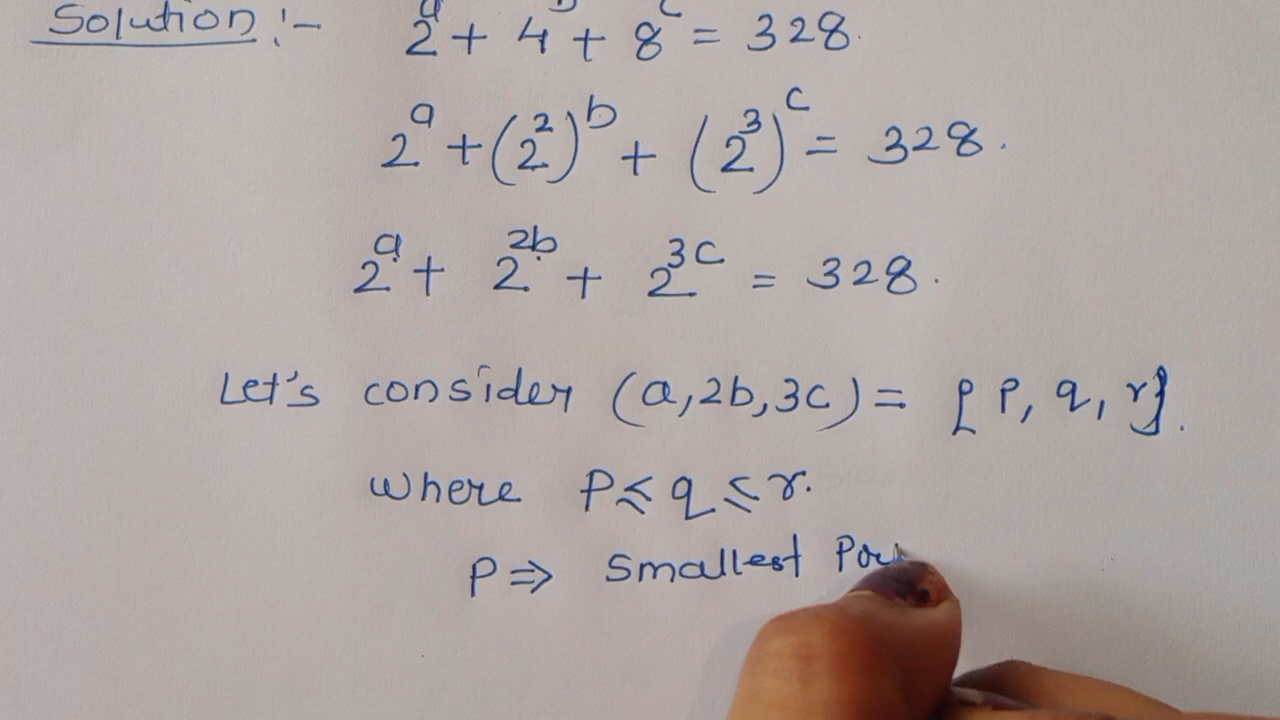 Solution :- 2^a + 4^b + 8^c = 328.
2^a + (2^2)^b + (2^3)^c = 328.
2^a + 2^2b + 2^3c = 328.
Let's consider (a, 2b, 3c) = {p, q, r}.
where p ≤ q ≤ r.
p ⇒ smallest